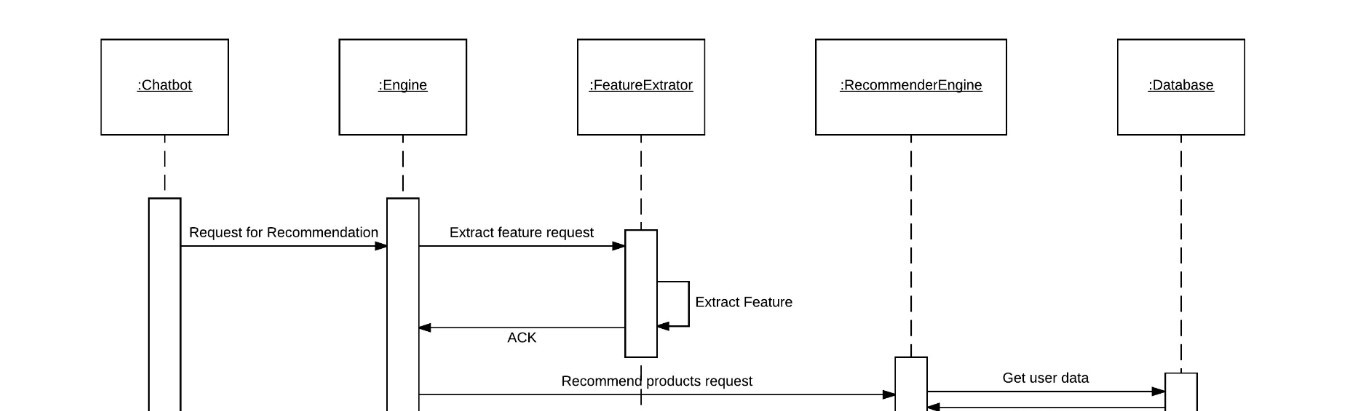 :Chatbot
:Engine
:FeatureExtrator
:RecommenderEngine
:Database
Request for Recommendation
Extract feature request
Extract Feature
ACK
Recommend products request
Get user data